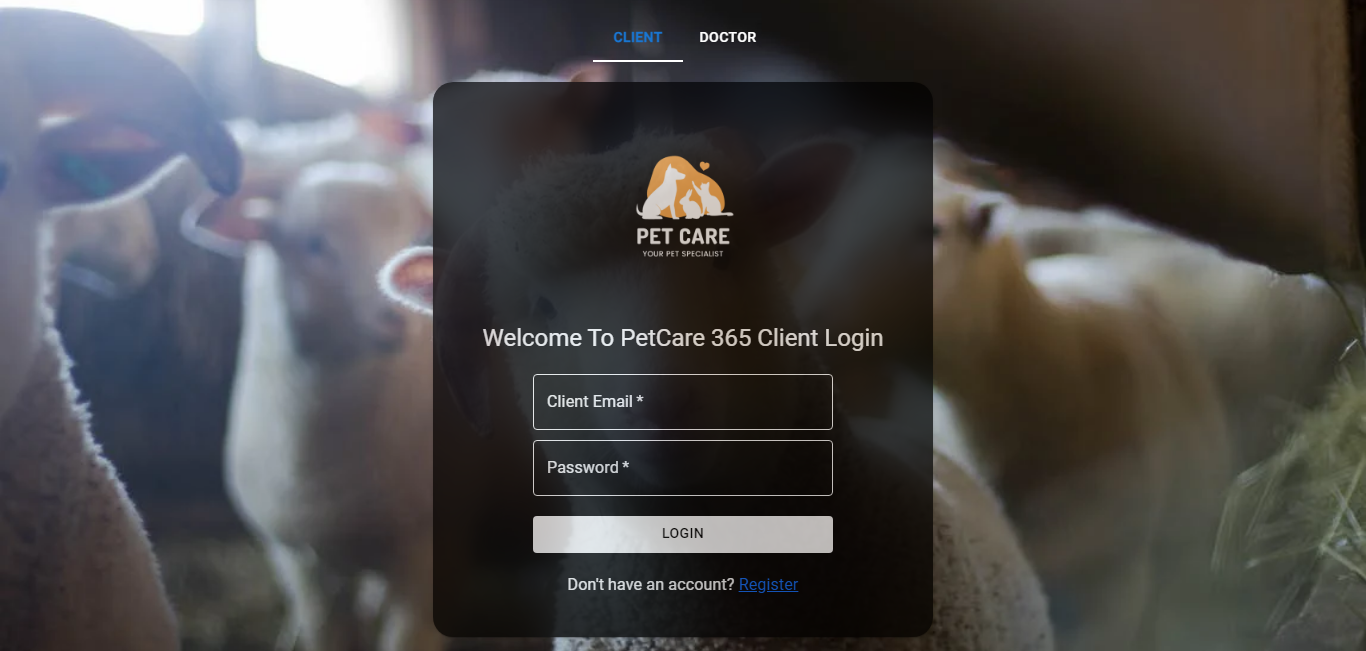 CLIENT DOCTOR
PET CARE
YOUR PET SPECIALIST
Welcome To PetCare 365 Client Login
Client Email *
Password *
LOGIN
Don't have an account? Register